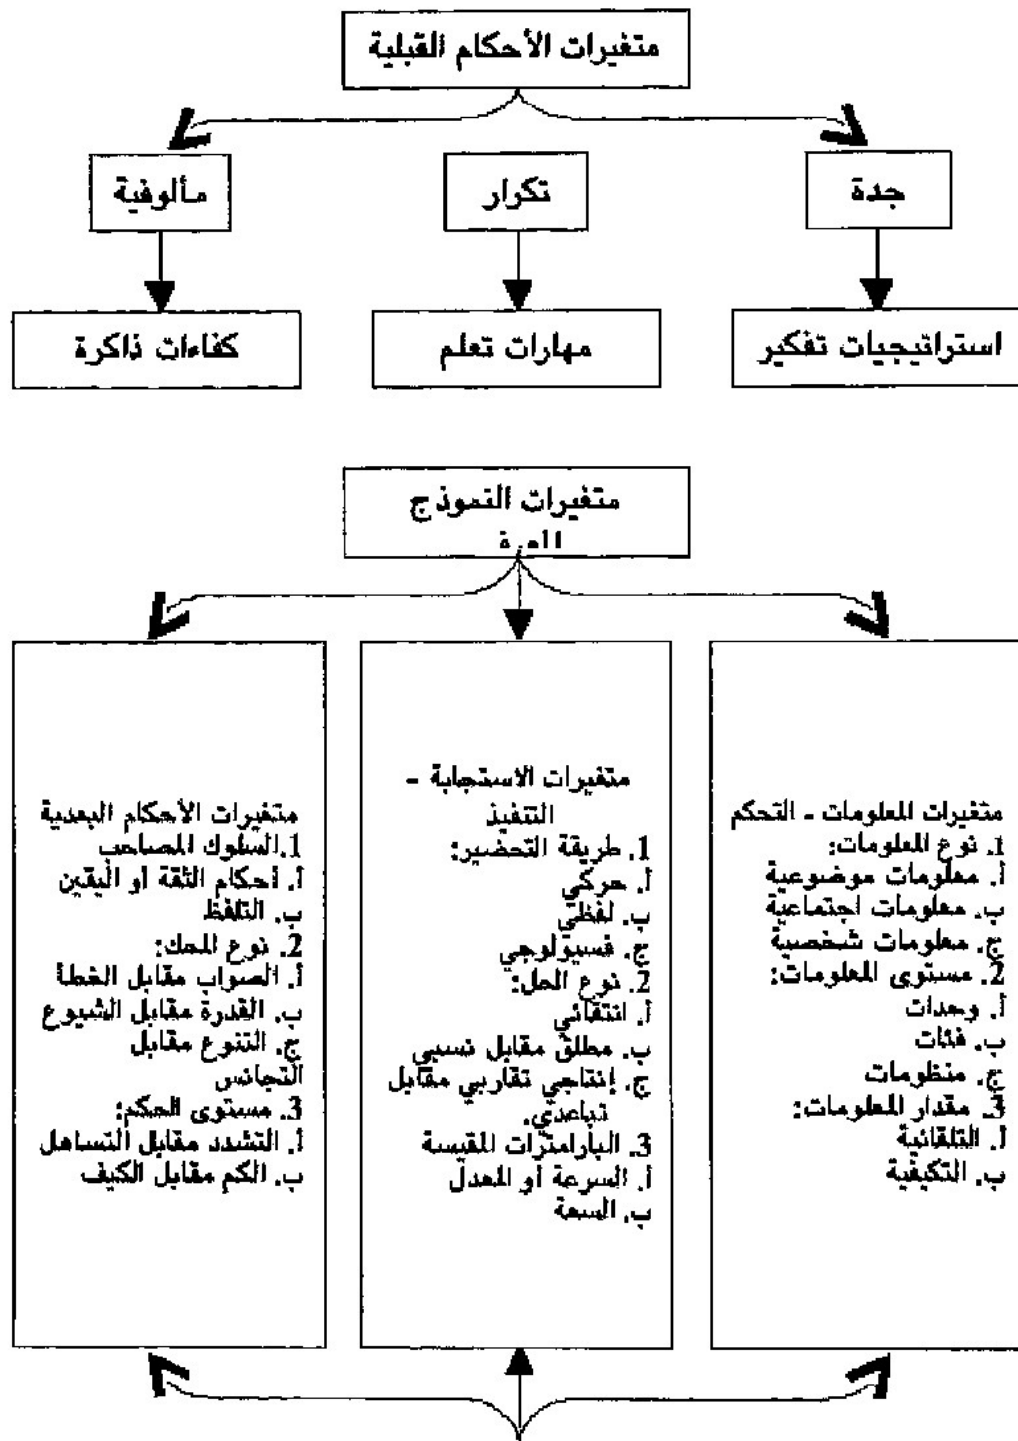 متغيرات الأحكام القبلية
جدة
تكرار
مألوفية
استراتيجيات تفكير
مهارات تعلم
كفاءات ذاكرة
متغيرات النموذج
متغيرات المعلومات - التحكم
1. نوع المعلومات:
أ. معلومات موضوعية
ب. معلومات اجتماعية
ج. معلومات شخصية
2. مستوى المعلومات:
أ. وحدات
ب. فئات
ج. منظومات
3. مقدار المعلومات:
أ. التلقائية
ب. التكيفية
متغيرات الاستجابة -
التنفيذ
1. طريقة التحضير:
أ. حركي
ب. لفظي
ج. فسيولوجي
2. نوع الحل:
أ. انتقائي
ب. مطلق مقابل نسبي
ج. إنتاجي تقاربي مقابل
تباعدي.
3. البارامترات المقيسة
أ. السرعة أو المعدل
ب. السعة
متغيرات الأحكام البعدية
1. السلوك المصاحب
أ. أحكام الثقة أو اليقين
ب. التلفظ
2. نوع المحك:
أ. الصواب مقابل الخطأ
ب. القدرة مقابل الشيوع
ج. التنوع مقابل
التجانس
3. مستوى الحكم:
أ. التشدد مقابل التساهل
ب. الكم مقابل الكيف